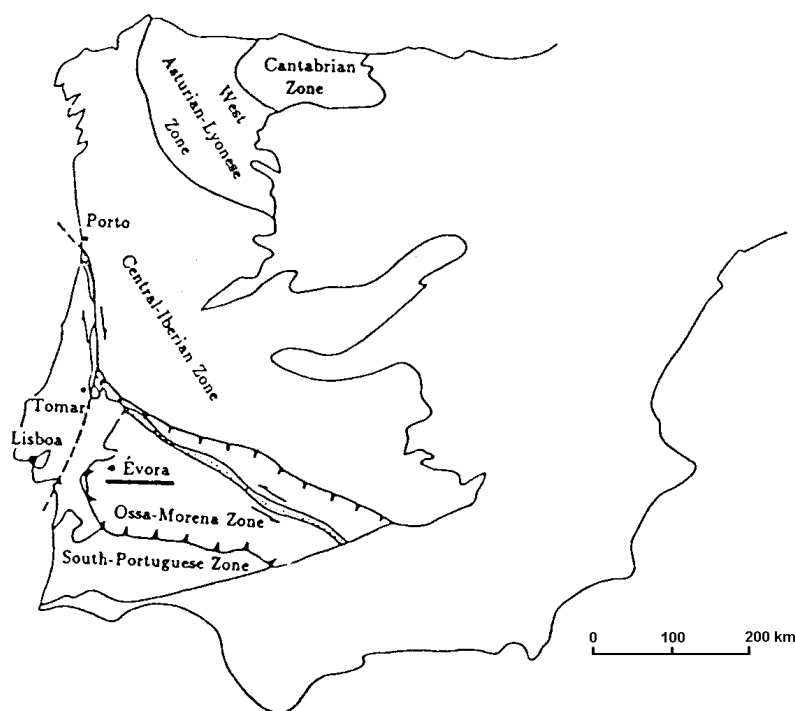 Cantabrian
Zone
West
Asturian-Lyonese
Zone
Porto
Central-Iberian Zone
Tomar
Lisboa
Évora
Ossa-Morena Zone
South-Portuguese Zone
0 100 200 km